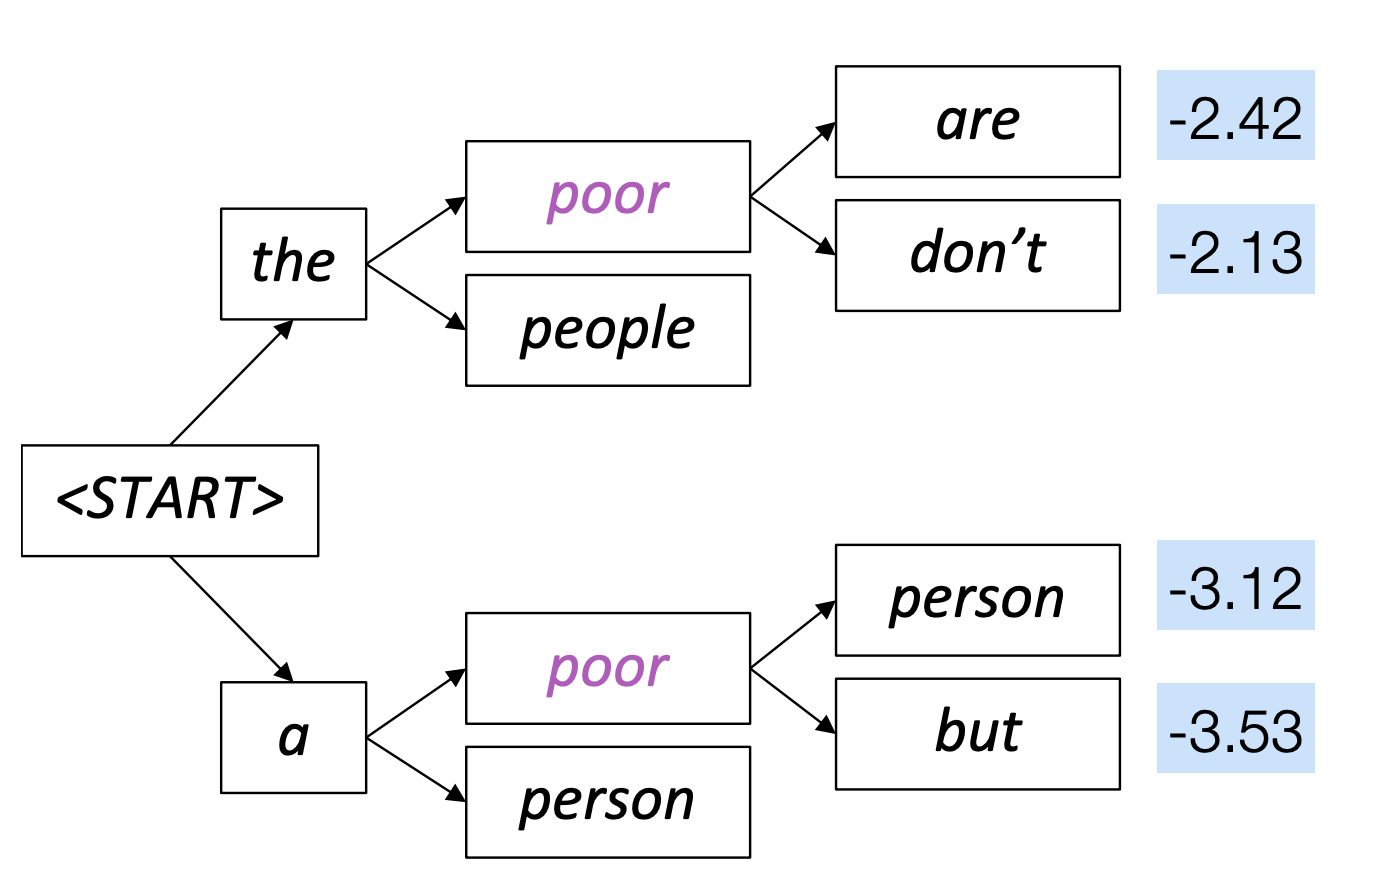 are -2.42
poor
don’t -2.13
the
people
<START>
person -3.12
poor
but -3.53
a
person